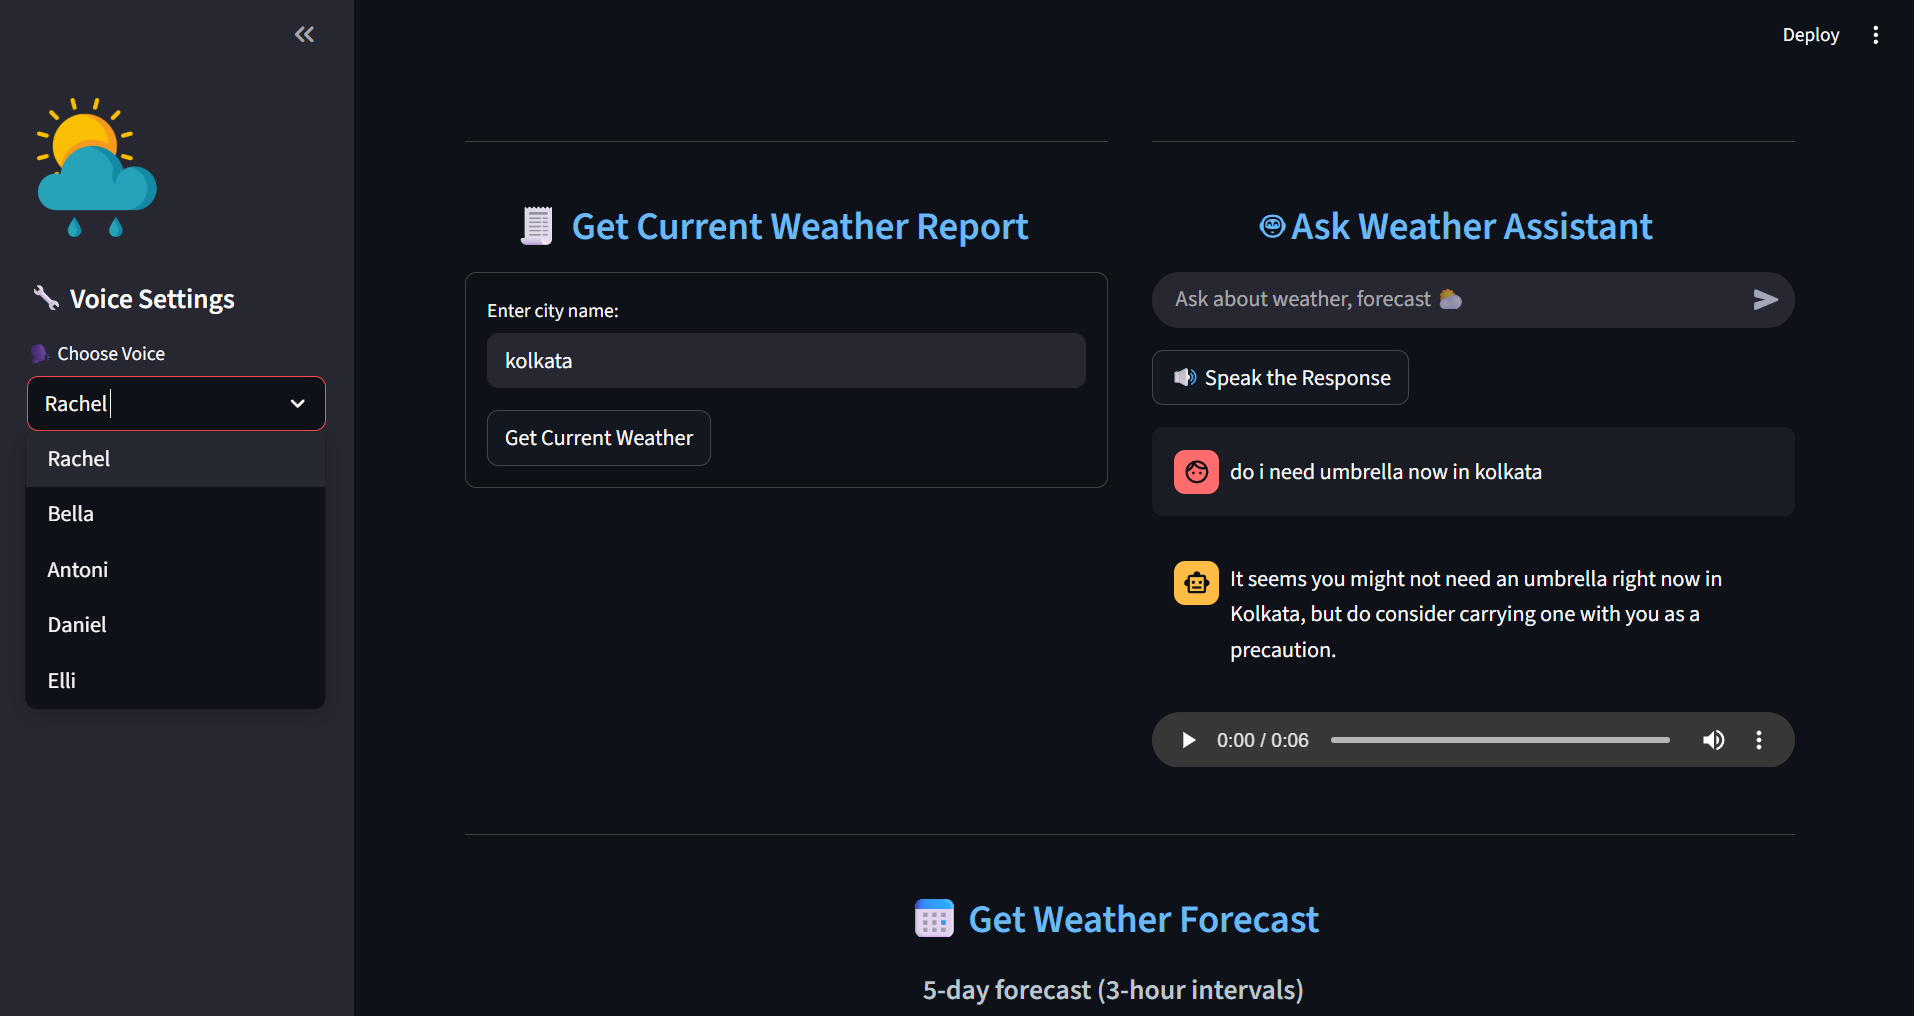 Deploy
Voice Settings
Choose Voice
Rachel
Rachel
Bella
Antoni
Daniel
Elli
Get Current Weather Report
Enter city name:
kolkata
Get Current Weather
Ask Weather Assistant
Ask about weather, forecast
Speak the Response
do i need umbrella now in kolkata
It seems you might not need an umbrella right now in
Kolkata, but do consider carrying one with you as a
precaution.
0:00 / 0:06
Get Weather Forecast
5-day forecast (3-hour intervals)